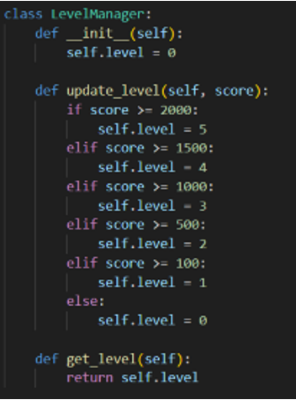 class LevelManager:
    def __init__(self):
        self.level = 0

    def update_level(self, score):
        if score >= 2000:
            self.level = 5
        elif score >= 1500:
            self.level = 4
        elif score >= 1000:
            self.level = 3
        elif score >= 500:
            self.level = 2
        elif score >= 100:
            self.level = 1
        else:
            self.level = 0

    def get_level(self):
        return self.level